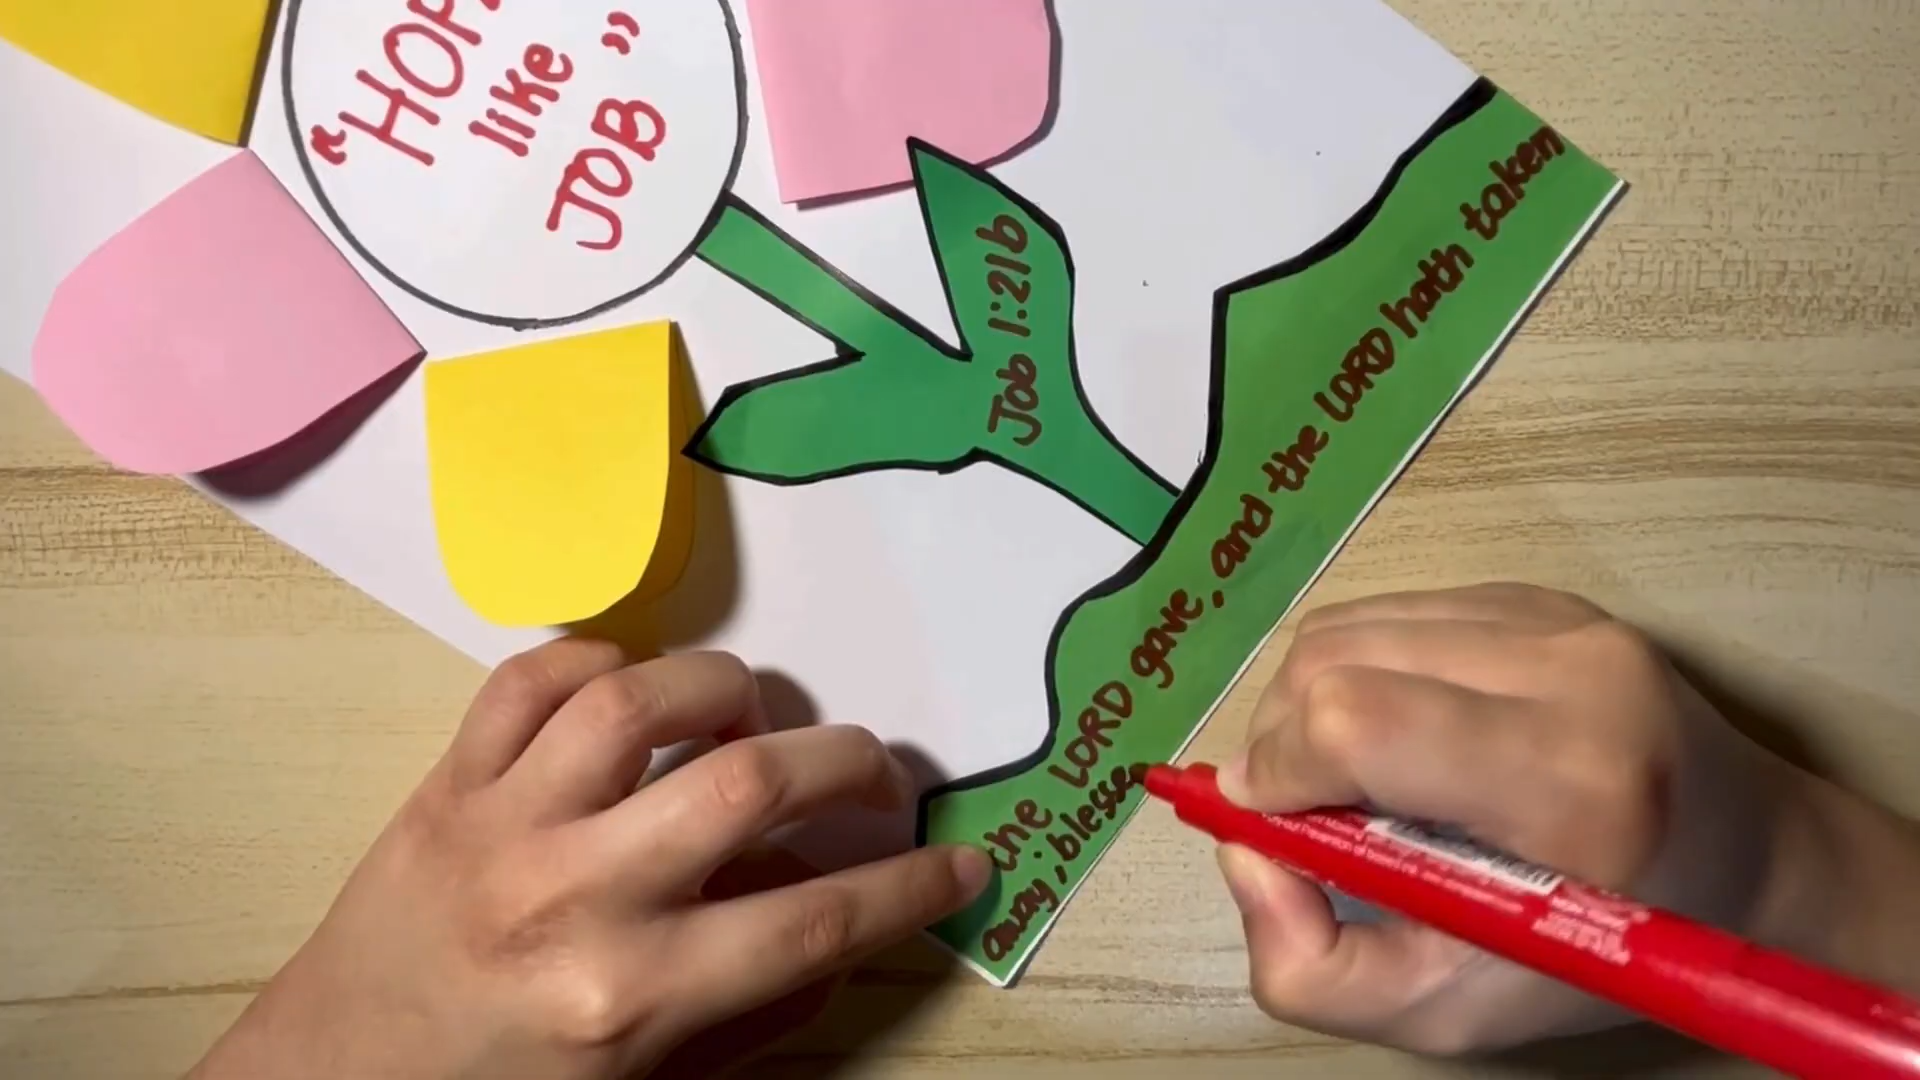 "HOP
like
JOB"
Job 1:21b
the LORD gave, and the LORD hath taken
away; blesse